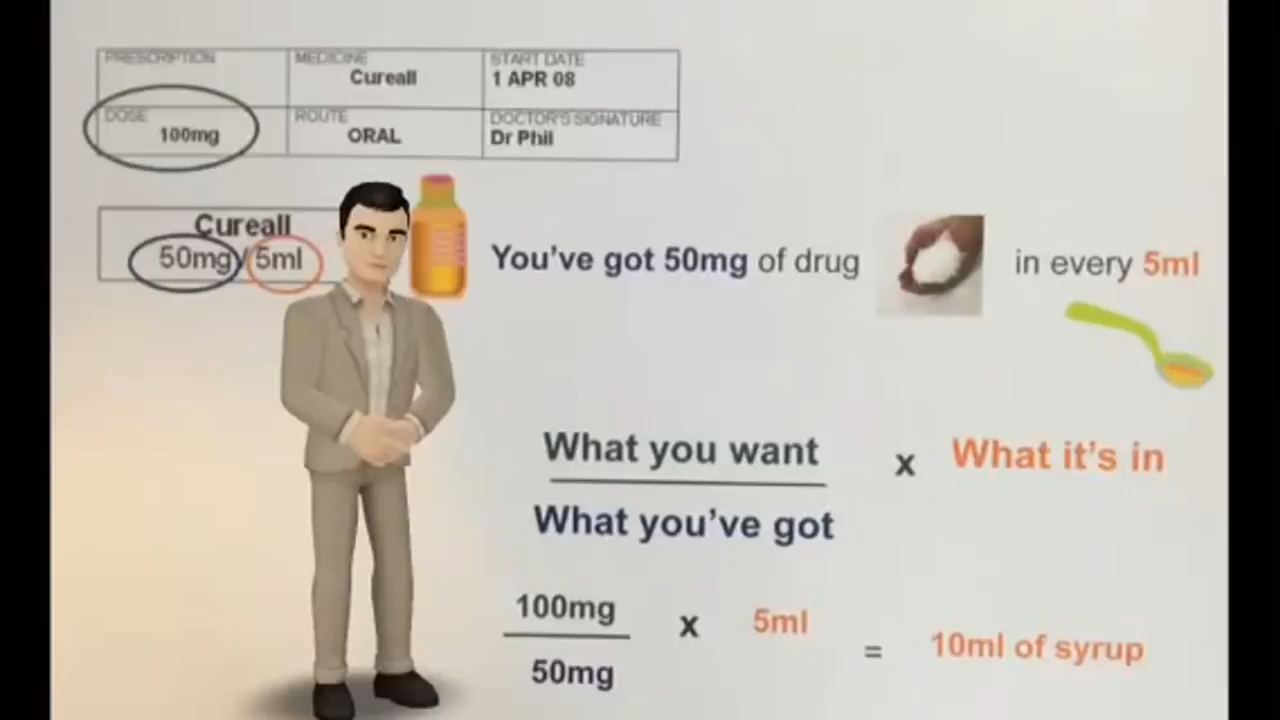 PRESCRIPTION
MEDICINE
Cureall
START DATE
1 APR 08
DOSE
100mg
ROUTE
ORAL
DOCTOR'S SIGNATURE
Dr Phil
Cureall
50mg/5ml
You've got 50mg of drug in every 5ml
What you want x What it's in
What you've got
100mg x 5ml = 10ml of syrup
50mg